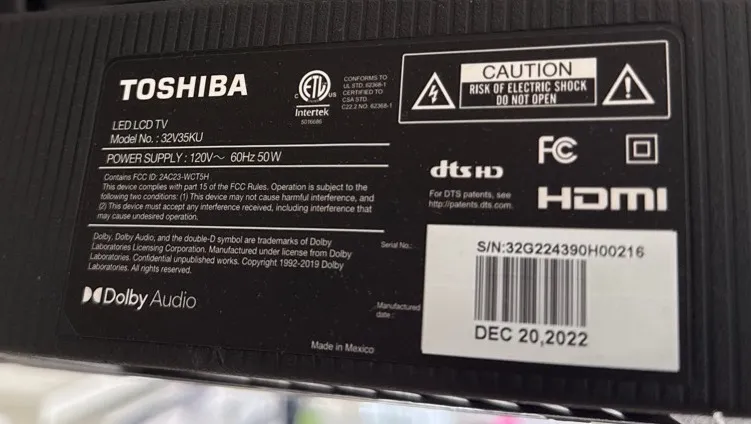 TOSHIBA
LED LCD TV
Model No. : 32V35KU
POWER SUPPLY : 120V～ 60Hz 50W
Contains FCC ID: 2AC23-WCT5H
This device complies with part 15 of the FCC Rules. Operation is subject to the
following two conditions: (1) This device may not cause harmful interference, and
(2) This device must accept any interference received, including interference that
may cause undesired operation.
Dolby, Dolby Audio, and the double-D symbol are trademarks of Dolby
Laboratories Licensing Corporation. Manufactured under license from Dolby
Laboratories. Confidential unpublished works. Copyright 1992-2019 Dolby
Laboratories. All rights reserved.
Dolby Audio
C ETL US
Intertek
5016686
CONFORMS TO
UL STD. 62368-1
CERTIFIED TO
CSA STD.
C22.2 NO. 62368-1
CAUTION
RISK OF ELECTRIC SHOCK
DO NOT OPEN
dts HD
For DTS patents, see
http://patents.dts.com.
FC
HDMI
Serial No.:
S/N:32G224390H00216
Manufactured
date :
DEC 20,2022
Made in Mexico